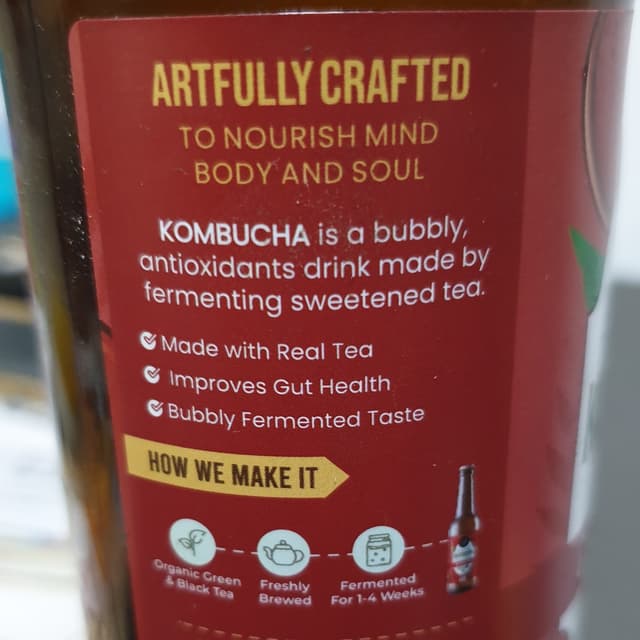 ARTFULLY CRAFTED
TO NOURISH MIND
BODY AND SOUL
KOMBUCHA is a bubbly,
antioxidants drink made by
fermenting sweetened tea.
Made with Real Tea
Improves Gut Health
Bubbly Fermented Taste
HOW WE MAKE IT
Organic Green
& Black Tea
Freshly
Brewed
Fermented
For 1-4 Weeks